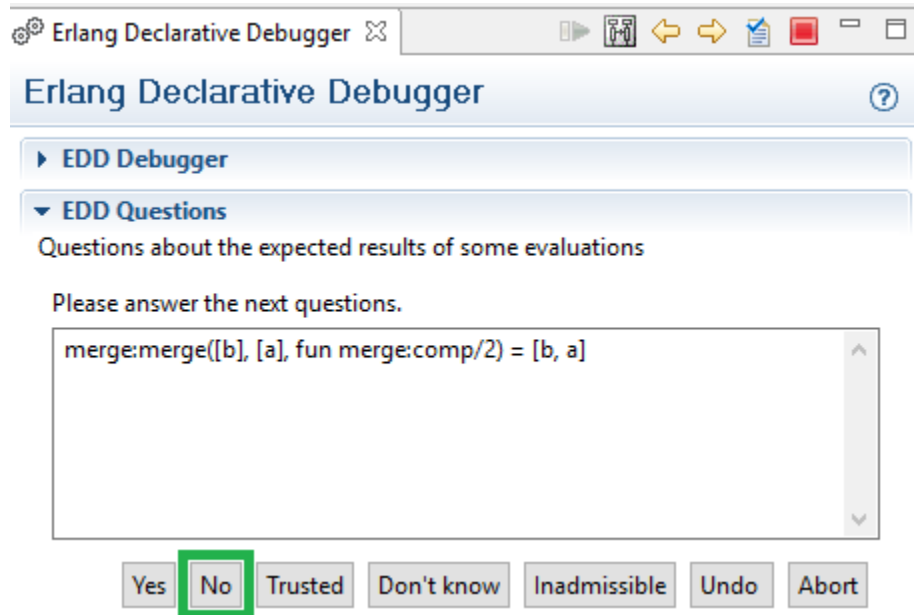 Erlang Declarative Debugger
Erlang Declarative Debugger
EDD Debugger
EDD Questions
Questions about the expected results of some evaluations
Please answer the next questions.
merge:merge([b], [a], fun merge:comp/2) = [b, a]
Yes No Trusted Don't know Inadmissible Undo Abort